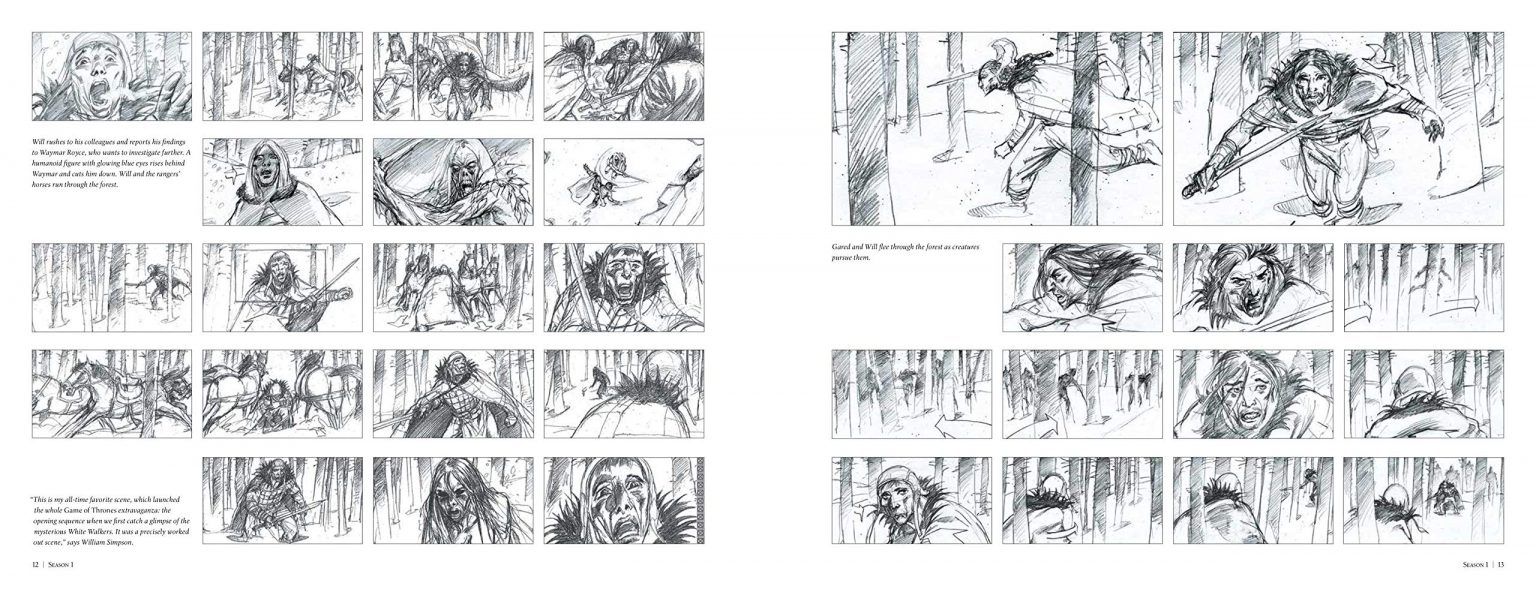 Will rushes to his colleagues and reports his findings
to Waymar Royce, who wants to investigate further. A
humanoid figure with glowing blue eyes rises behind
Waymar and cuts him down. Will and the rangers'
horses run through the forest.
"This is my all-time favorite scene, which launched
the whole Game of Thrones extravaganza: the
opening sequence when we first catch a glimpse of the
mysterious White Walkers. It was a precisely worked
out scene," says William Simpson.
12 | Season 1
Gared and Will flee through the forest as creatures
pursue them.
Season 1 | 13